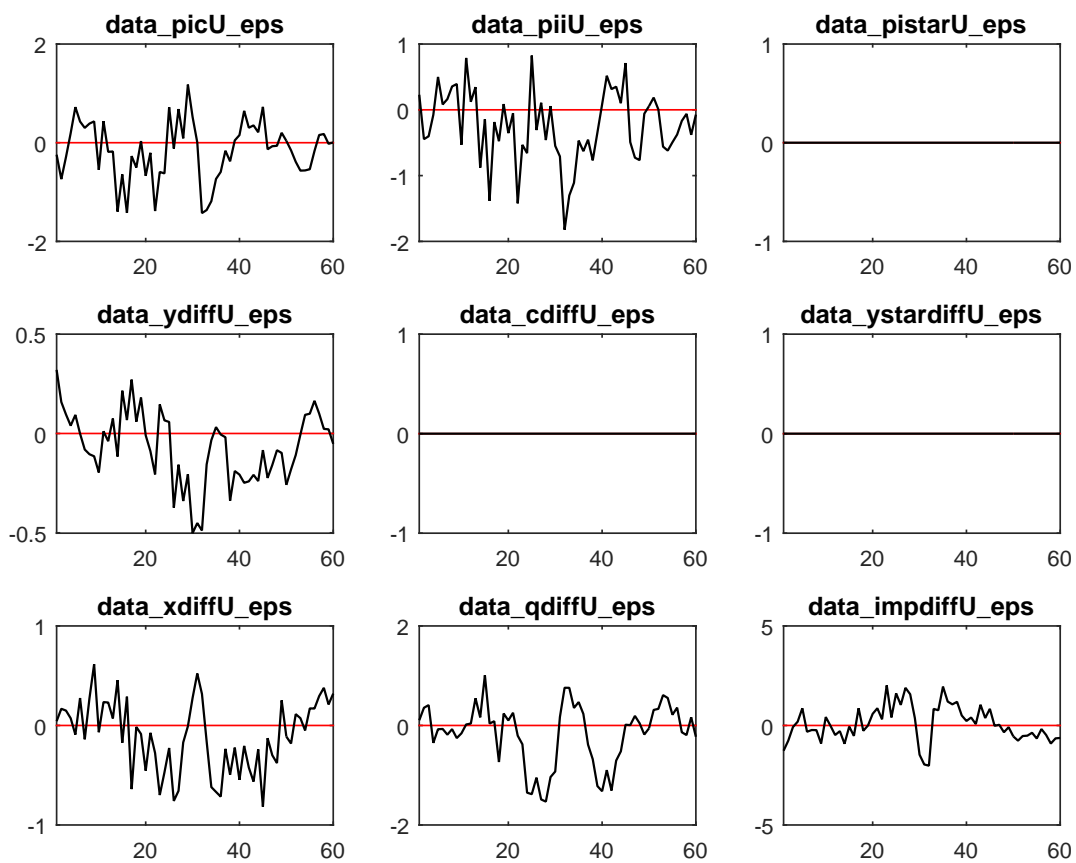 data_picU_eps data_piiU_eps data_pistarU_eps
2 1 1
0 0 0
-1
-2 -2 -1
20 40 60 20 40 60 20 40 60
data_ydiffU_eps data_cdiffU_eps data_ystardiffU_eps
0.5 1 1
0 0 0
-0.5 -1 -1
20 40 60 20 40 60 20 40 60
data_xdiffU_eps data_qdiffU_eps data_impdiffU_eps
1 2 5
0 0 0
-1 -2 -5
20 40 60 20 40 60 20 40 60